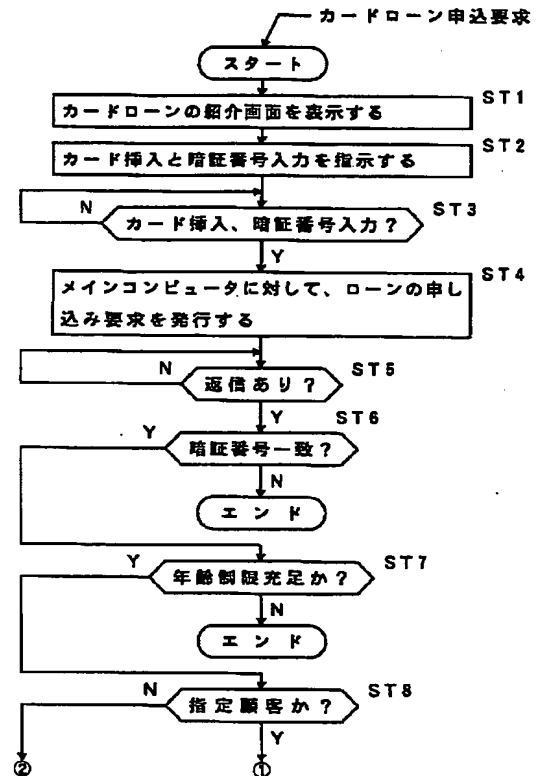 カードローン申込要求
スタート
ST1
カードローンの紹介画面を表示する
ST2
カード挿入と暗証番号入力を指示する
ST3
N
カード挿入、暗証番号入力？
Y
ST4
メインコンピュータに対して、ローンの申し
込み要求を発行する
N
ST5
返信あり？
Y
ST6
Y
暗証番号一致？
N
エンド
Y
ST7
年齢制限充足か？
N
エンド
N
ST8
指定顧客か？
Y
②
①